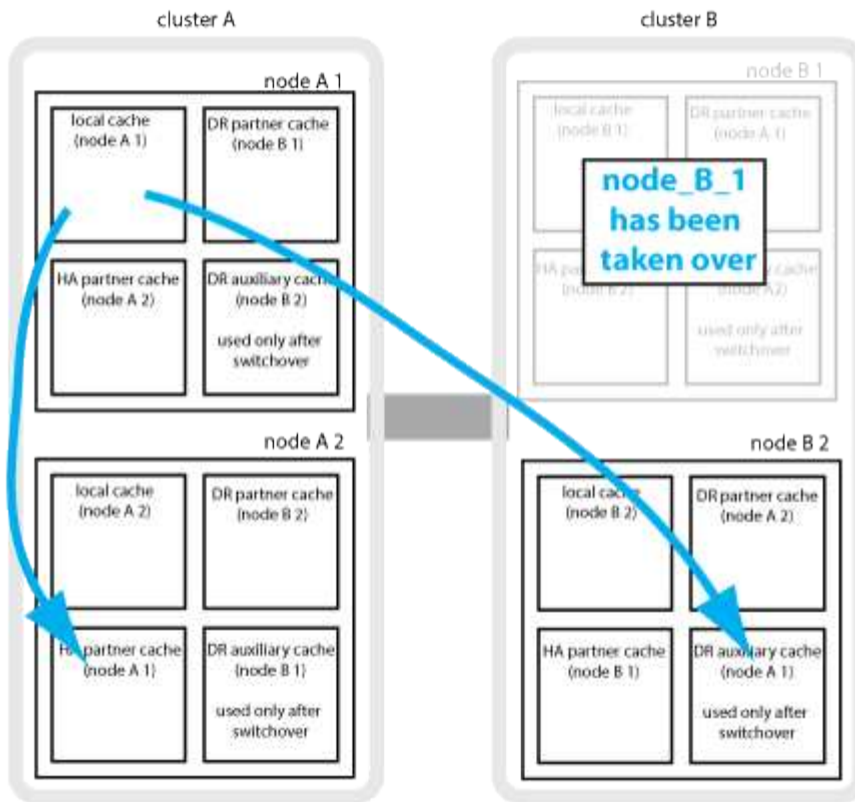 cluster A
node A 1
local cache
(node A 1)
DR partner cache
(node B 1)
HA partner cache
(node A 2)
DR auxiliary cache
(node B 2)
used only after
switchover
node A 2
local cache
(node A 2)
DR partner cache
(node B 2)
HA partner cache
(node A 1)
DR auxiliary cache
(node B 1)
used only after
switchover
cluster B
node B 1
local cache
(node B 1)
DR partner cache
(node A 1)
node_B_1
has been
taken over
HA
cache
(node B 2)
(node A2)
used only after
switchover
node B 2
local cache
(node B 2)
DR partner cache
(node A 2)
HA partner cache
(node B 1)
DR auxiliary cache
(node A 1)
used only after
switchover